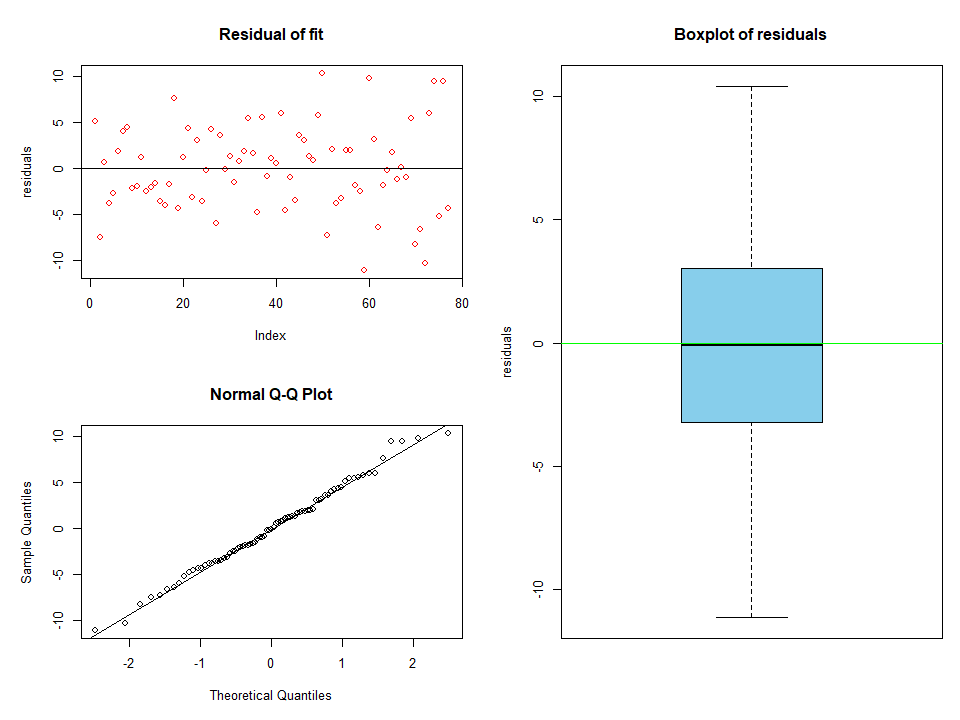 Residual of fit
residuals
10
5
0
-5
-10
0 20 40 60 80
Index
Normal Q-Q Plot
Sample Quantiles
10
5
0
-5
-10
-2 -1 0 1 2
Theoretical Quantiles
Boxplot of residuals
residuals
10
5
0
-5
-10